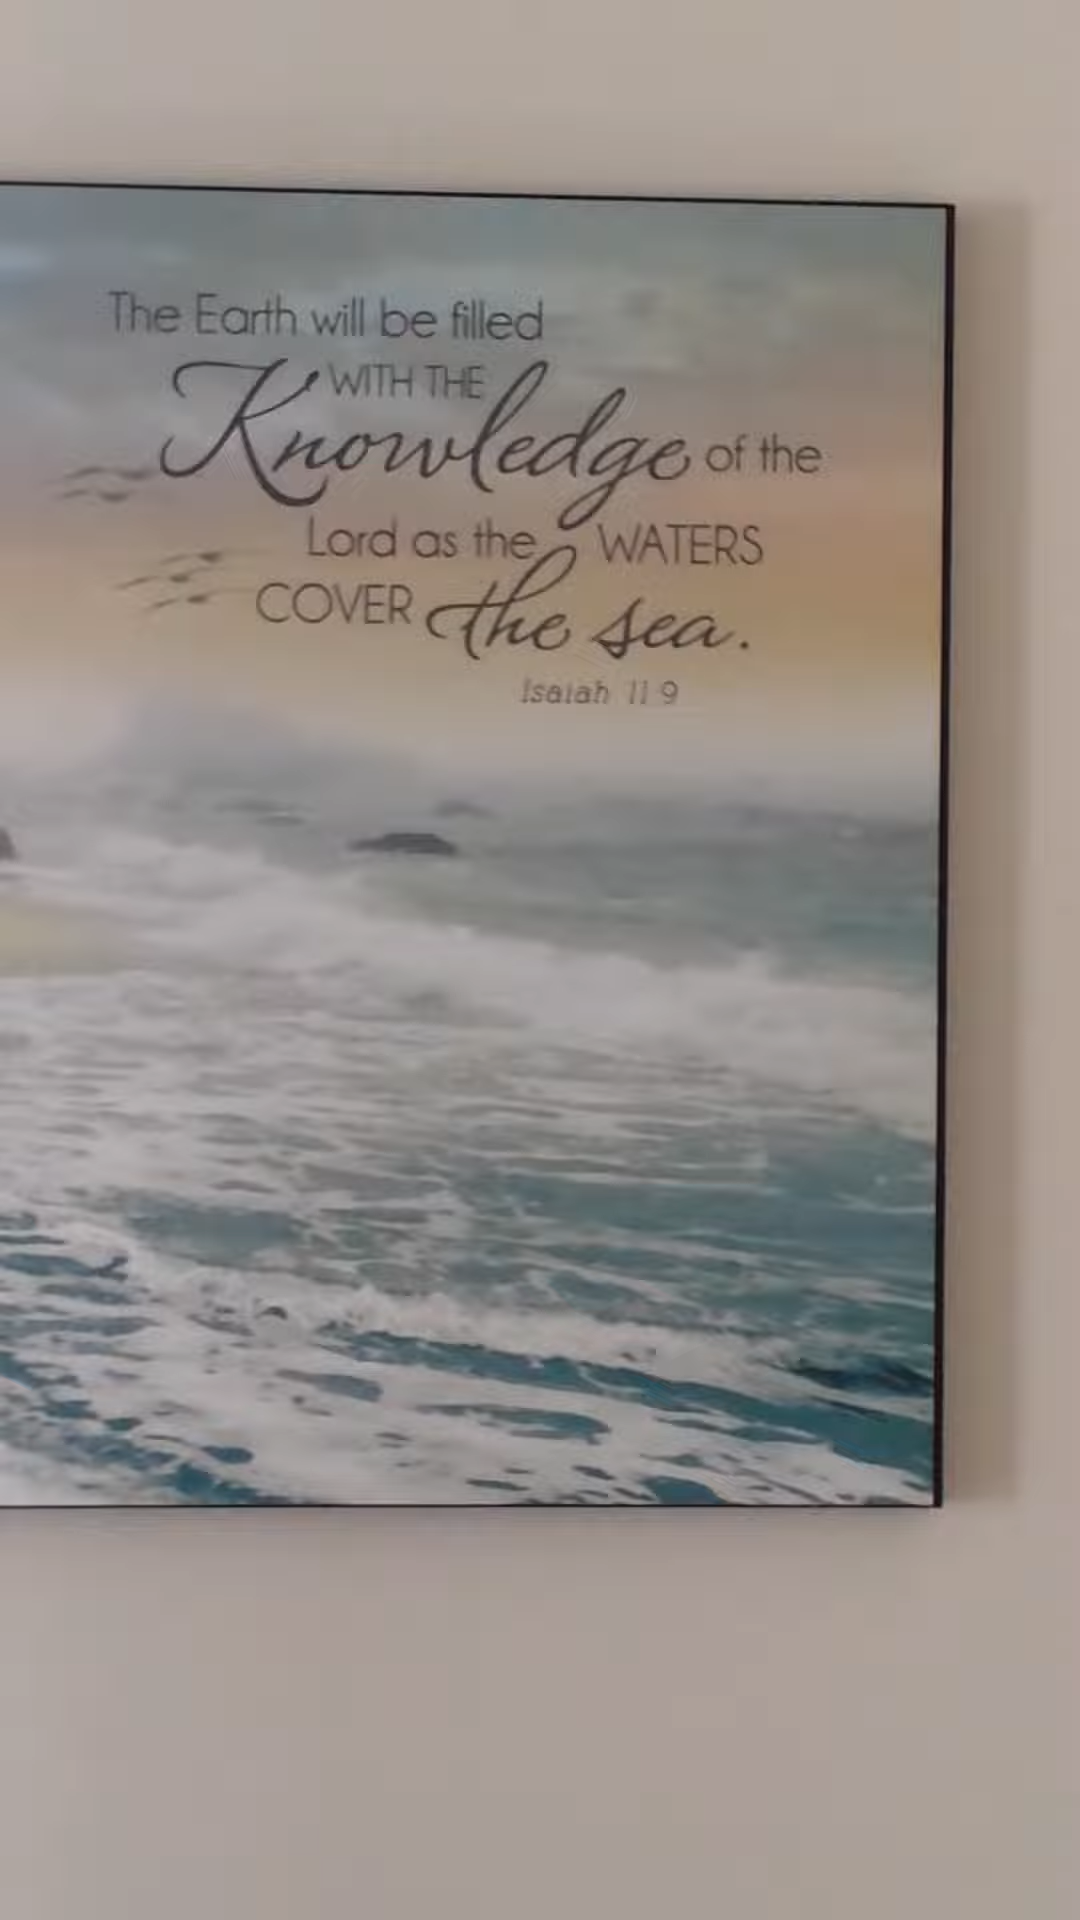 The Earth will be filled
WITH THE
Knowledge of the
Lord as the WATERS
COVER the sea.
Isaiah 11 9